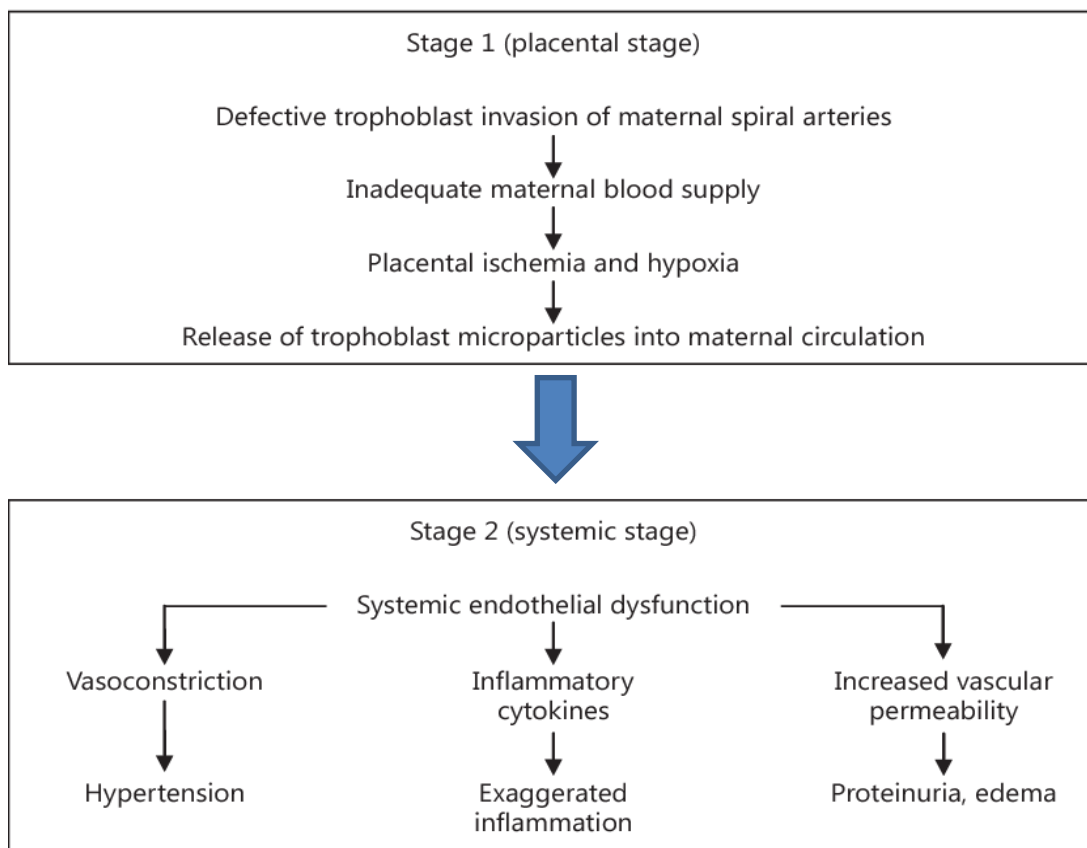 Stage 1 (placental stage)
Defective trophoblast invasion of maternal spiral arteries
Inadequate maternal blood supply
Placental ischemia and hypoxia
Release of trophoblast microparticles into maternal circulation
Stage 2 (systemic stage)
Systemic endothelial dysfunction
Vasoconstriction
Hypertension
Inflammatory
cytokines
Exaggerated
inflammation
Increased vascular
permeability
Proteinuria, edema